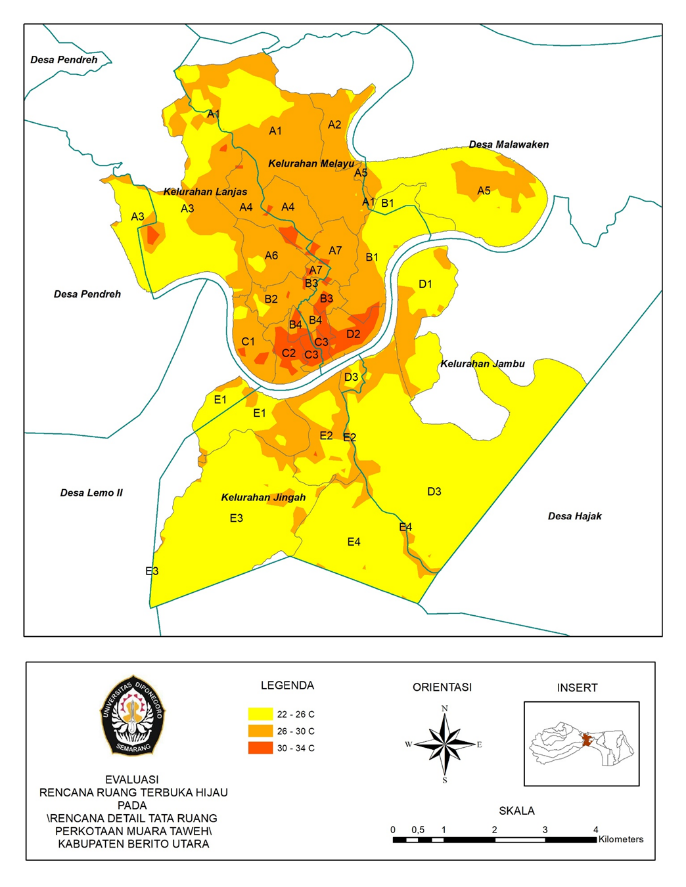 Desa Pendreh
A1
A1
A2
Desa Malawaken
Kelurahan Melayu
A5
Kelurahan Lanjas
A5
A3
A3
A4
A4
A1
B1
A6
A7
B1
A7
B3
D1
Desa Pendreh
B2
B3
B4
B4
D2
C1
C3
C2
C3
Kelurahan Jambu
D3
E1
E1
E2
E2
Desa Lemo II
Kelurahan Jingah
D3
Desa Hajak
E3
E4
E4
E3
UNIVERSITAS DIPONEGORO
SEMARANG
EVALUASI
RENCANA RUANG TERBUKA HIJAU
PADA
\RENCANA DETAIL TATA RUANG
PERKOTAAN MUARA TAWEH\
KABUPATEN BERITO UTARA
LEGENDA
22 - 26 C
26 - 30 C
30 - 34 C
ORIENTASI
N
W E
S
INSERT
SKALA
0 0,5 1 2 3 4
Kilometers